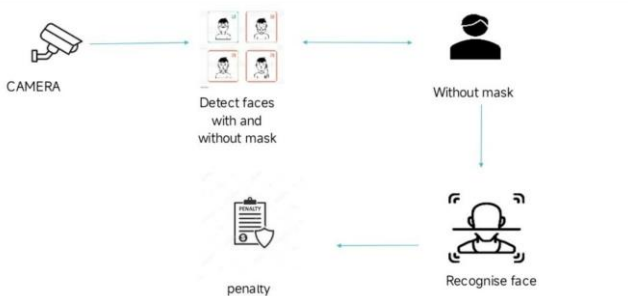 CAMERA
Detect faces
with and
without mask
Without mask
Recognise face
PENALTY
penalty